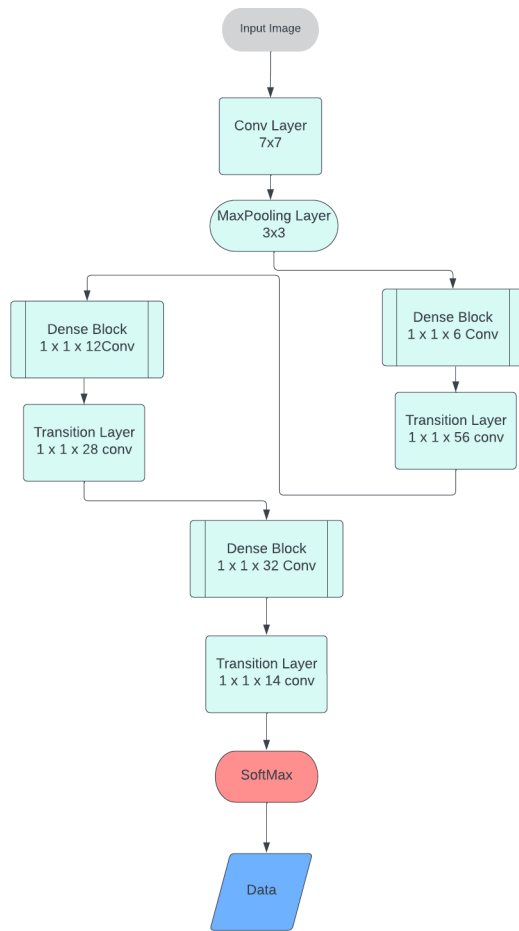 Input Image
Conv Layer
7x7
MaxPooling Layer
3x3
Dense Block
1 x 1 x 6 Conv
Transition Layer
1 x 1 x 56 conv
Dense Block
1 x 1 x 12Conv
Transition Layer
1 x 1 x 28 conv
Dense Block
1 x 1 x 32 Conv
Transition Layer
1 x 1 x 14 conv
SoftMax
Data